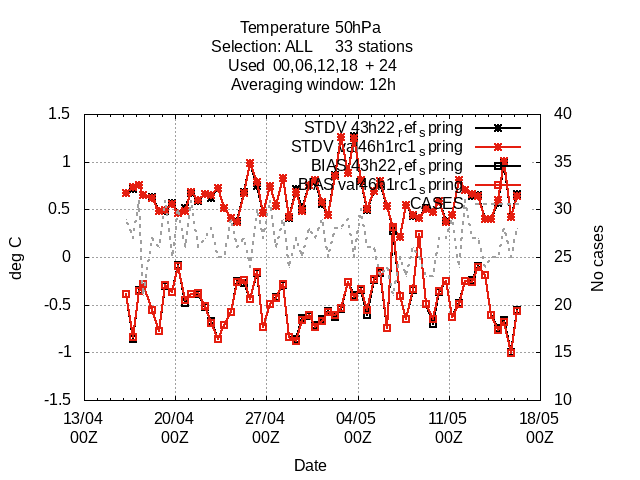 Temperature 50hPa
Selection: ALL 33 stations
Used 00,06,12,18 + 24
Averaging window: 12h
STDV 43h22_ref_spring
STDV val46h1rc1_spring
BIAS 43h22_ref_spring
BIAS val46h1rc1_spring
CASES
1.5
1
0.5
0
-0.5
-1
-1.5
deg C
40
35
30
25
20
15
10
No cases
13/04 20/04 27/04 04/05 11/05 18/05
00Z 00Z 00Z 00Z 00Z 00Z
Date